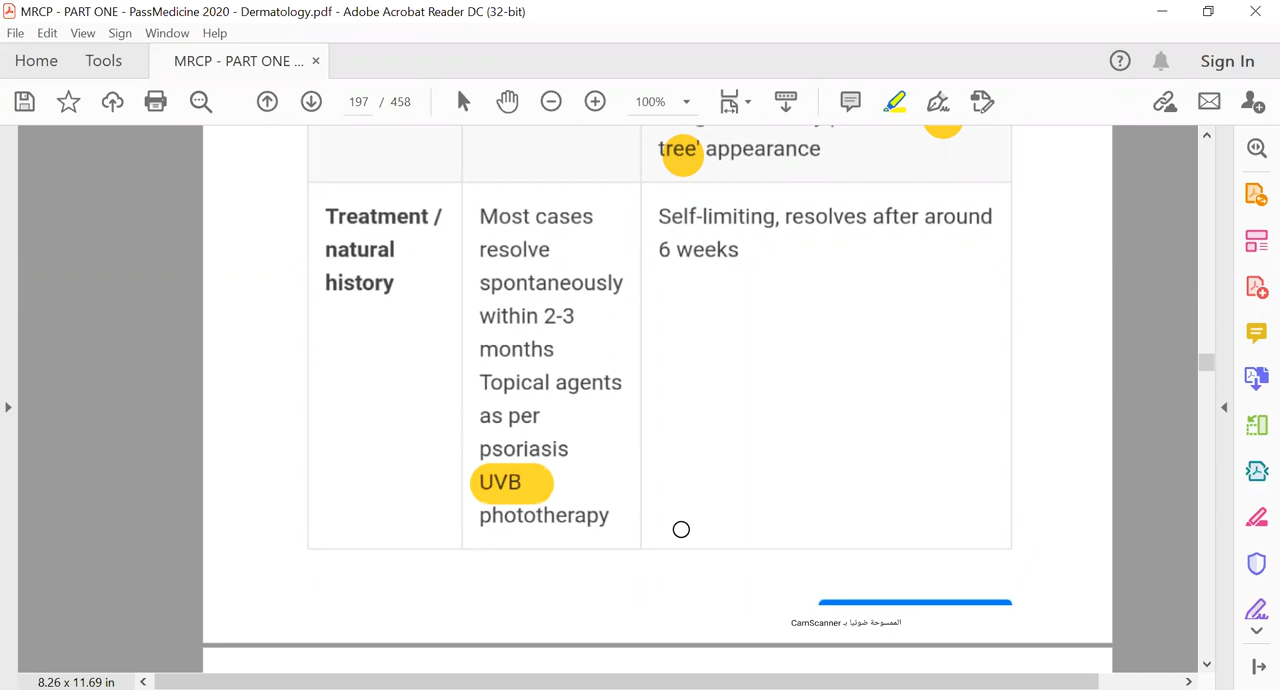 MRCP - PART ONE - PassMedicine 2020 - Dermatology.pdf - Adobe Acrobat Reader DC (32-bit)
File Edit View Sign Window Help
Home Tools MRCP - PART ONE ... × Sign In
197 / 458 100%
tree' appearance
Treatment / natural history
Most cases
resolve
spontaneously
within 2-3
months
Topical agents
as per
psoriasis
UVB
phototherapy
Self-limiting, resolves after around
6 weeks
الممسوحة ضوئيا بـ CamScanner
8.26 x 11.69 in